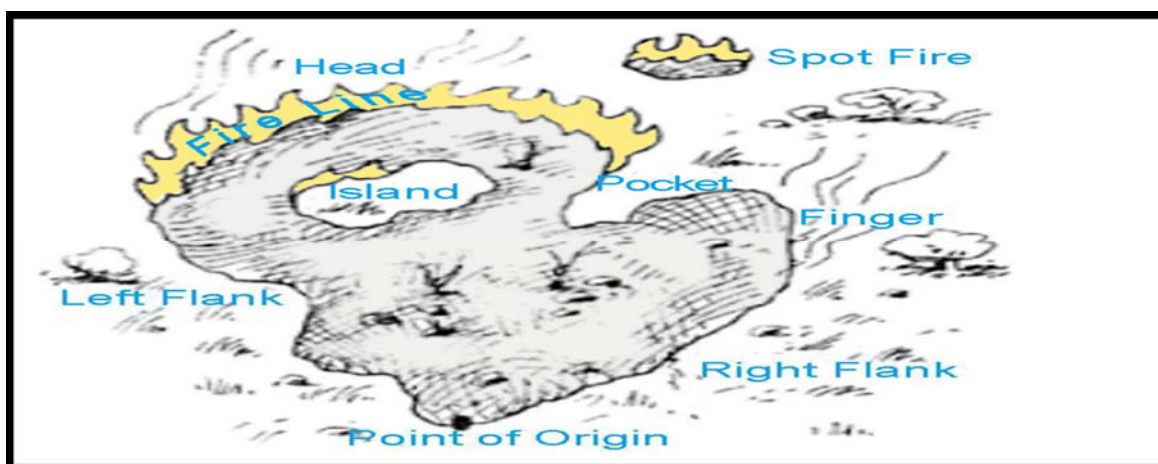 Spot Fire
Head
Fire Line
Island
Pocket
Finger
Left Flank
Right Flank
Point of Origin